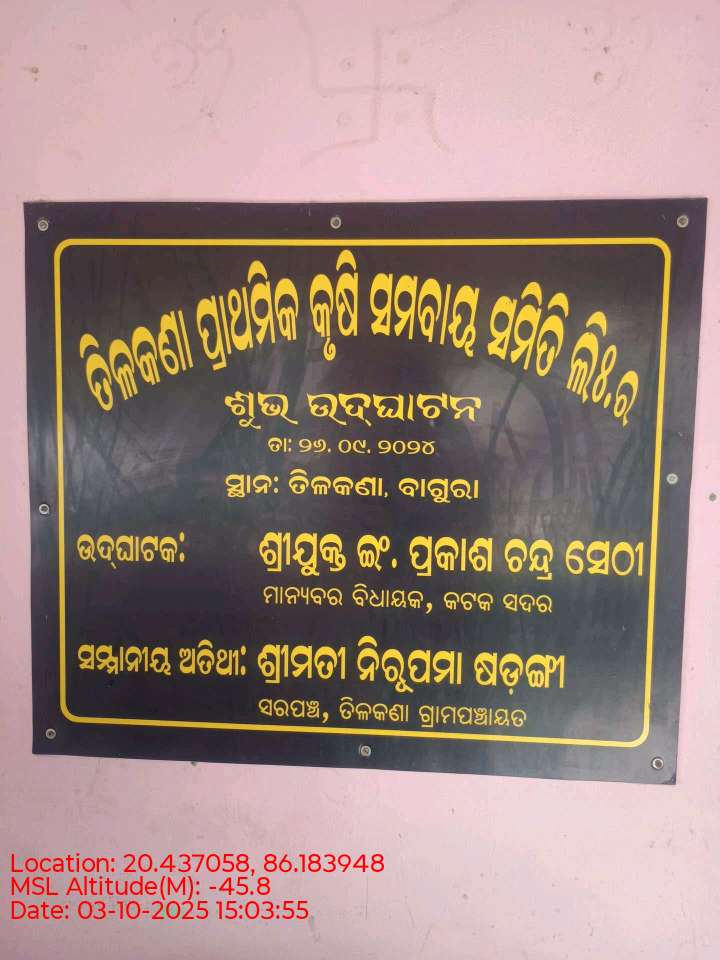 ତିଳକଣା ପ୍ରାଥମିକ କୃଷି ସମବାୟ ସମିତି ଲିଃ.ର
ଶୁଭ ଉଦ୍‌ଘାଟନ
ତା: ୨୬. ୦୯. ୨୦୨୪
ସ୍ଥାନ: ତିଳକଣା, ବାଗୁରା
ଉଦ୍‌ଘାଟକ: ଶ୍ରୀଯୁକ୍ତ ଇଂ. ପ୍ରକାଶ ଚନ୍ଦ୍ର ସେଠୀ
ମାନ୍ୟବର ବିଧାୟକ, କଟକ ସଦର
ସମ୍ମାନୀୟ ଅତିଥୀ: ଶ୍ରୀମତୀ ନିରୁପମା ଷଡ଼ଙ୍ଗୀ
ସରପଞ୍ଚ, ତିଳକଣା ଗ୍ରାମପଞ୍ଚାୟତ
Location: 20.437058, 86.183948
MSL Altitude(M): -45.8
Date: 03-10-2025 15:03:55